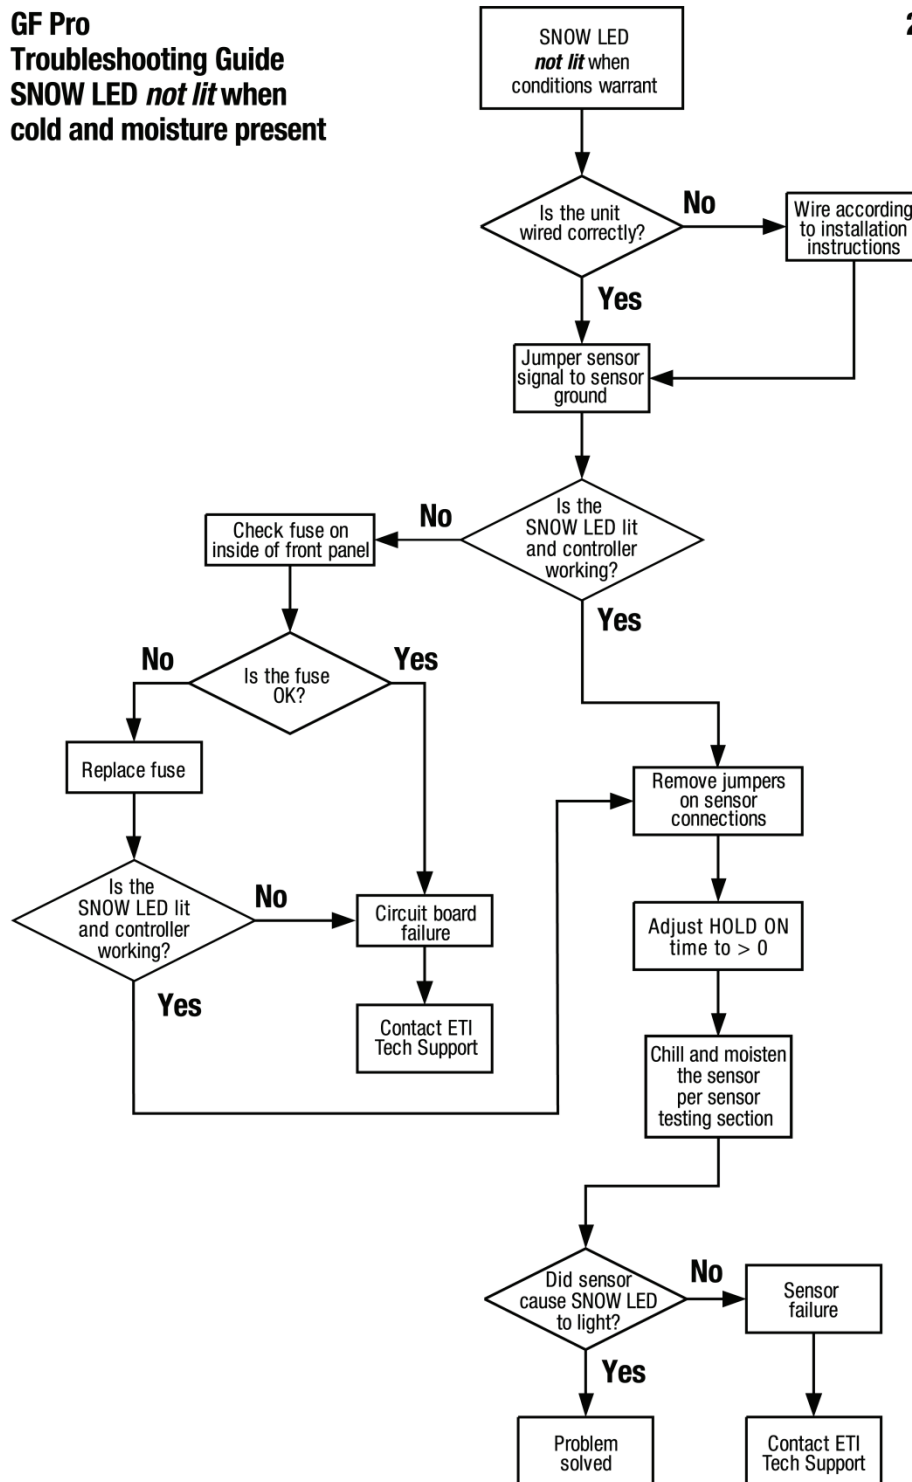 GF Pro
Troubleshooting Guide
SNOW LED not lit when
cold and moisture present
2
SNOW LED
not lit when
conditions warrant
Is the unit
wired correctly?
No
Wire according
to installation
instructions
Yes
Jumper sensor
signal to sensor
ground
Is the
SNOW LED lit
and controller
working?
No
Check fuse on
inside of front panel
Yes
Is the fuse
OK?
No
Yes
Replace fuse
Remove jumpers
on sensor
connections
Is the
SNOW LED lit
and controller
working?
No
Circuit board
failure
Yes
Contact ETI
Tech Support
Adjust HOLD ON
time to > 0
Chill and moisten
the sensor
per sensor
testing section
Did sensor
cause SNOW LED
to light?
No
Sensor
failure
Yes
Problem
solved
Contact ETI
Tech Support